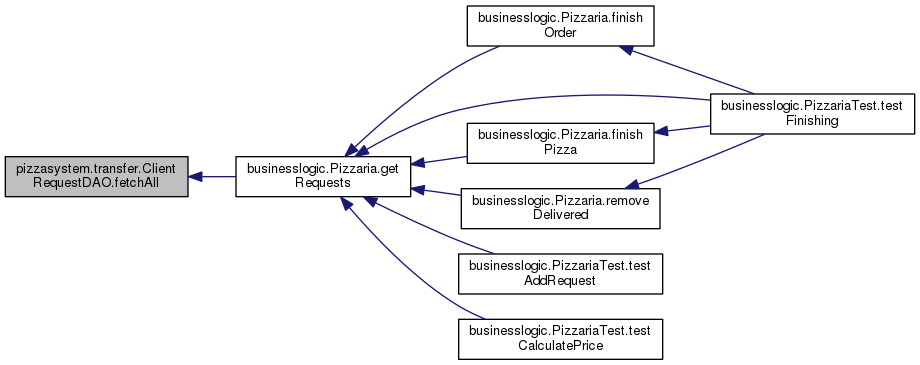 businesslogic.Pizzaria.finish
Order
businesslogic.PizzariaTest.test
Finishing
businesslogic.Pizzaria.finish
Pizza
pizzasystem.transfer.Client
RequestDAO.fetchAll
businesslogic.Pizzaria.get
Requests
businesslogic.Pizzaria.remove
Delivered
businesslogic.PizzariaTest.test
AddRequest
businesslogic.PizzariaTest.test
CalculatePrice